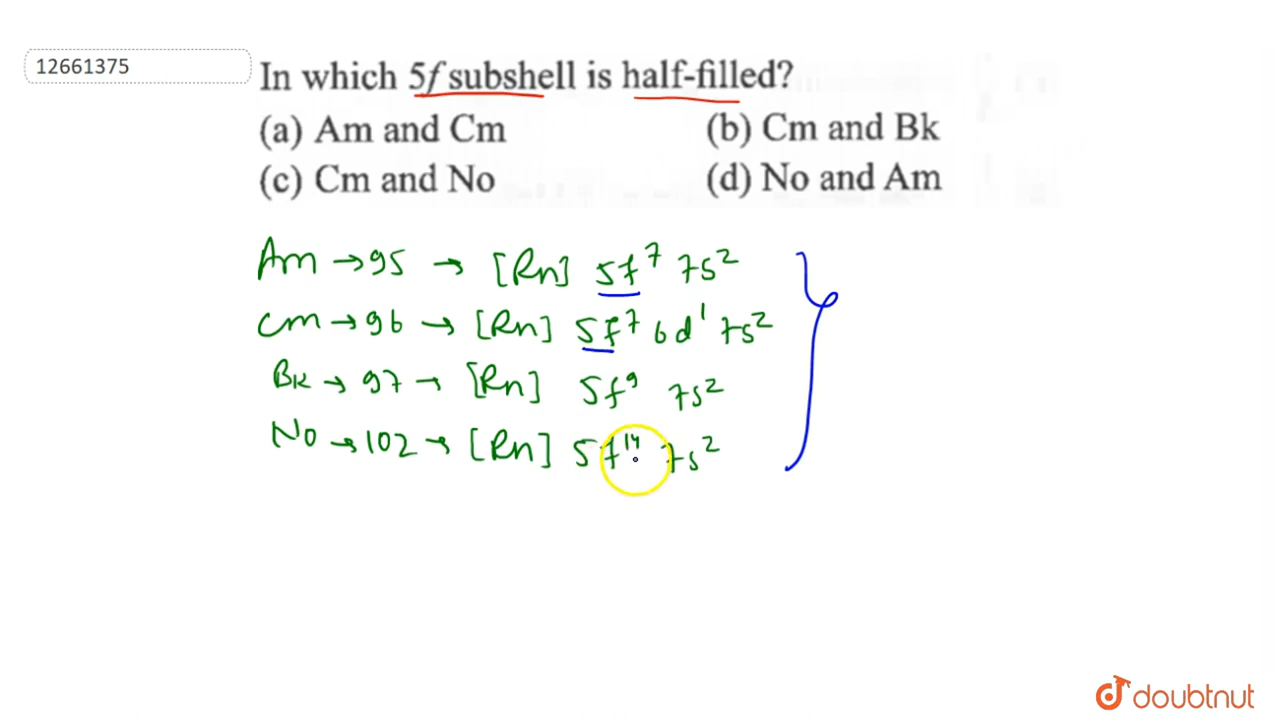 12661375
In which 5f subshell is half-filled?
(a) Am and Cm (b) Cm and Bk
(c) Cm and No (d) No and Am
Am → 95 → [Rn] 5f⁷ 7s²
Cm → 96 → [Rn] 5f⁷ 6d¹ 7s²
Bk → 97 → [Rn] 5f⁹ 7s²
No → 102 → [Rn] 5f¹⁴ 7s²
doubtnut